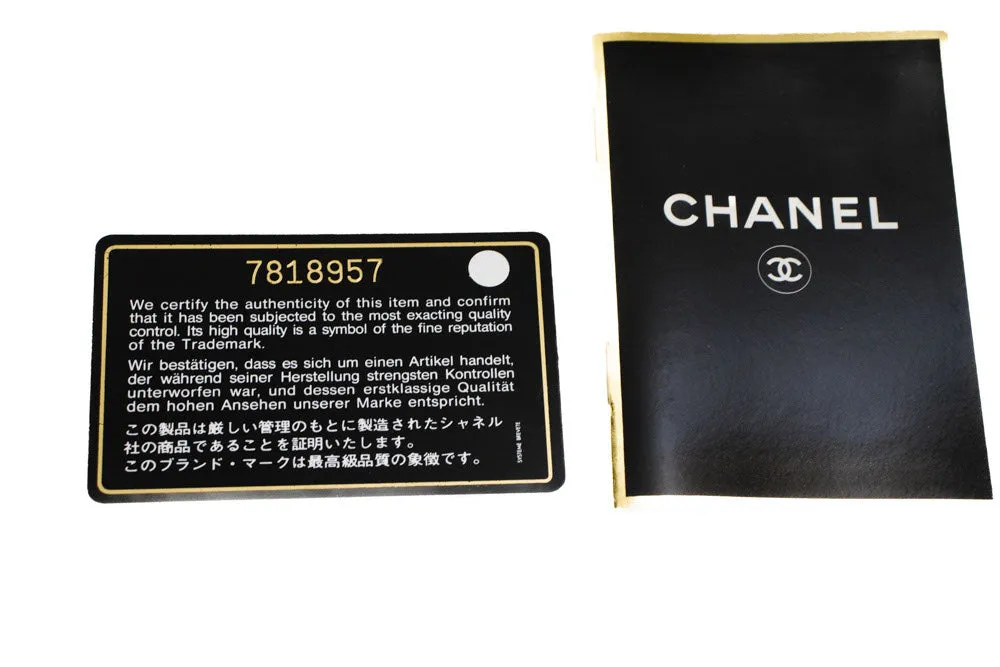 7818957
We certify the authenticity of this item and confirm
that it has been subjected to the most exacting quality
control. Its high quality is a symbol of the fine reputation
of the Trademark.
Wir bestätigen, dass es sich um einen Artikel handelt,
der während seiner Herstellung strengsten Kontrollen
unterworfen war, und dessen erstklassige Qualität
dem hohen Ansehen unserer Marke entspricht.
この製品は厳しい管理のもとに製造されたシャネル
社の商品であることを証明いたします。
このブランド・マークは最高級品質の象徴です。
SYSTEME BREVETE
CHANEL